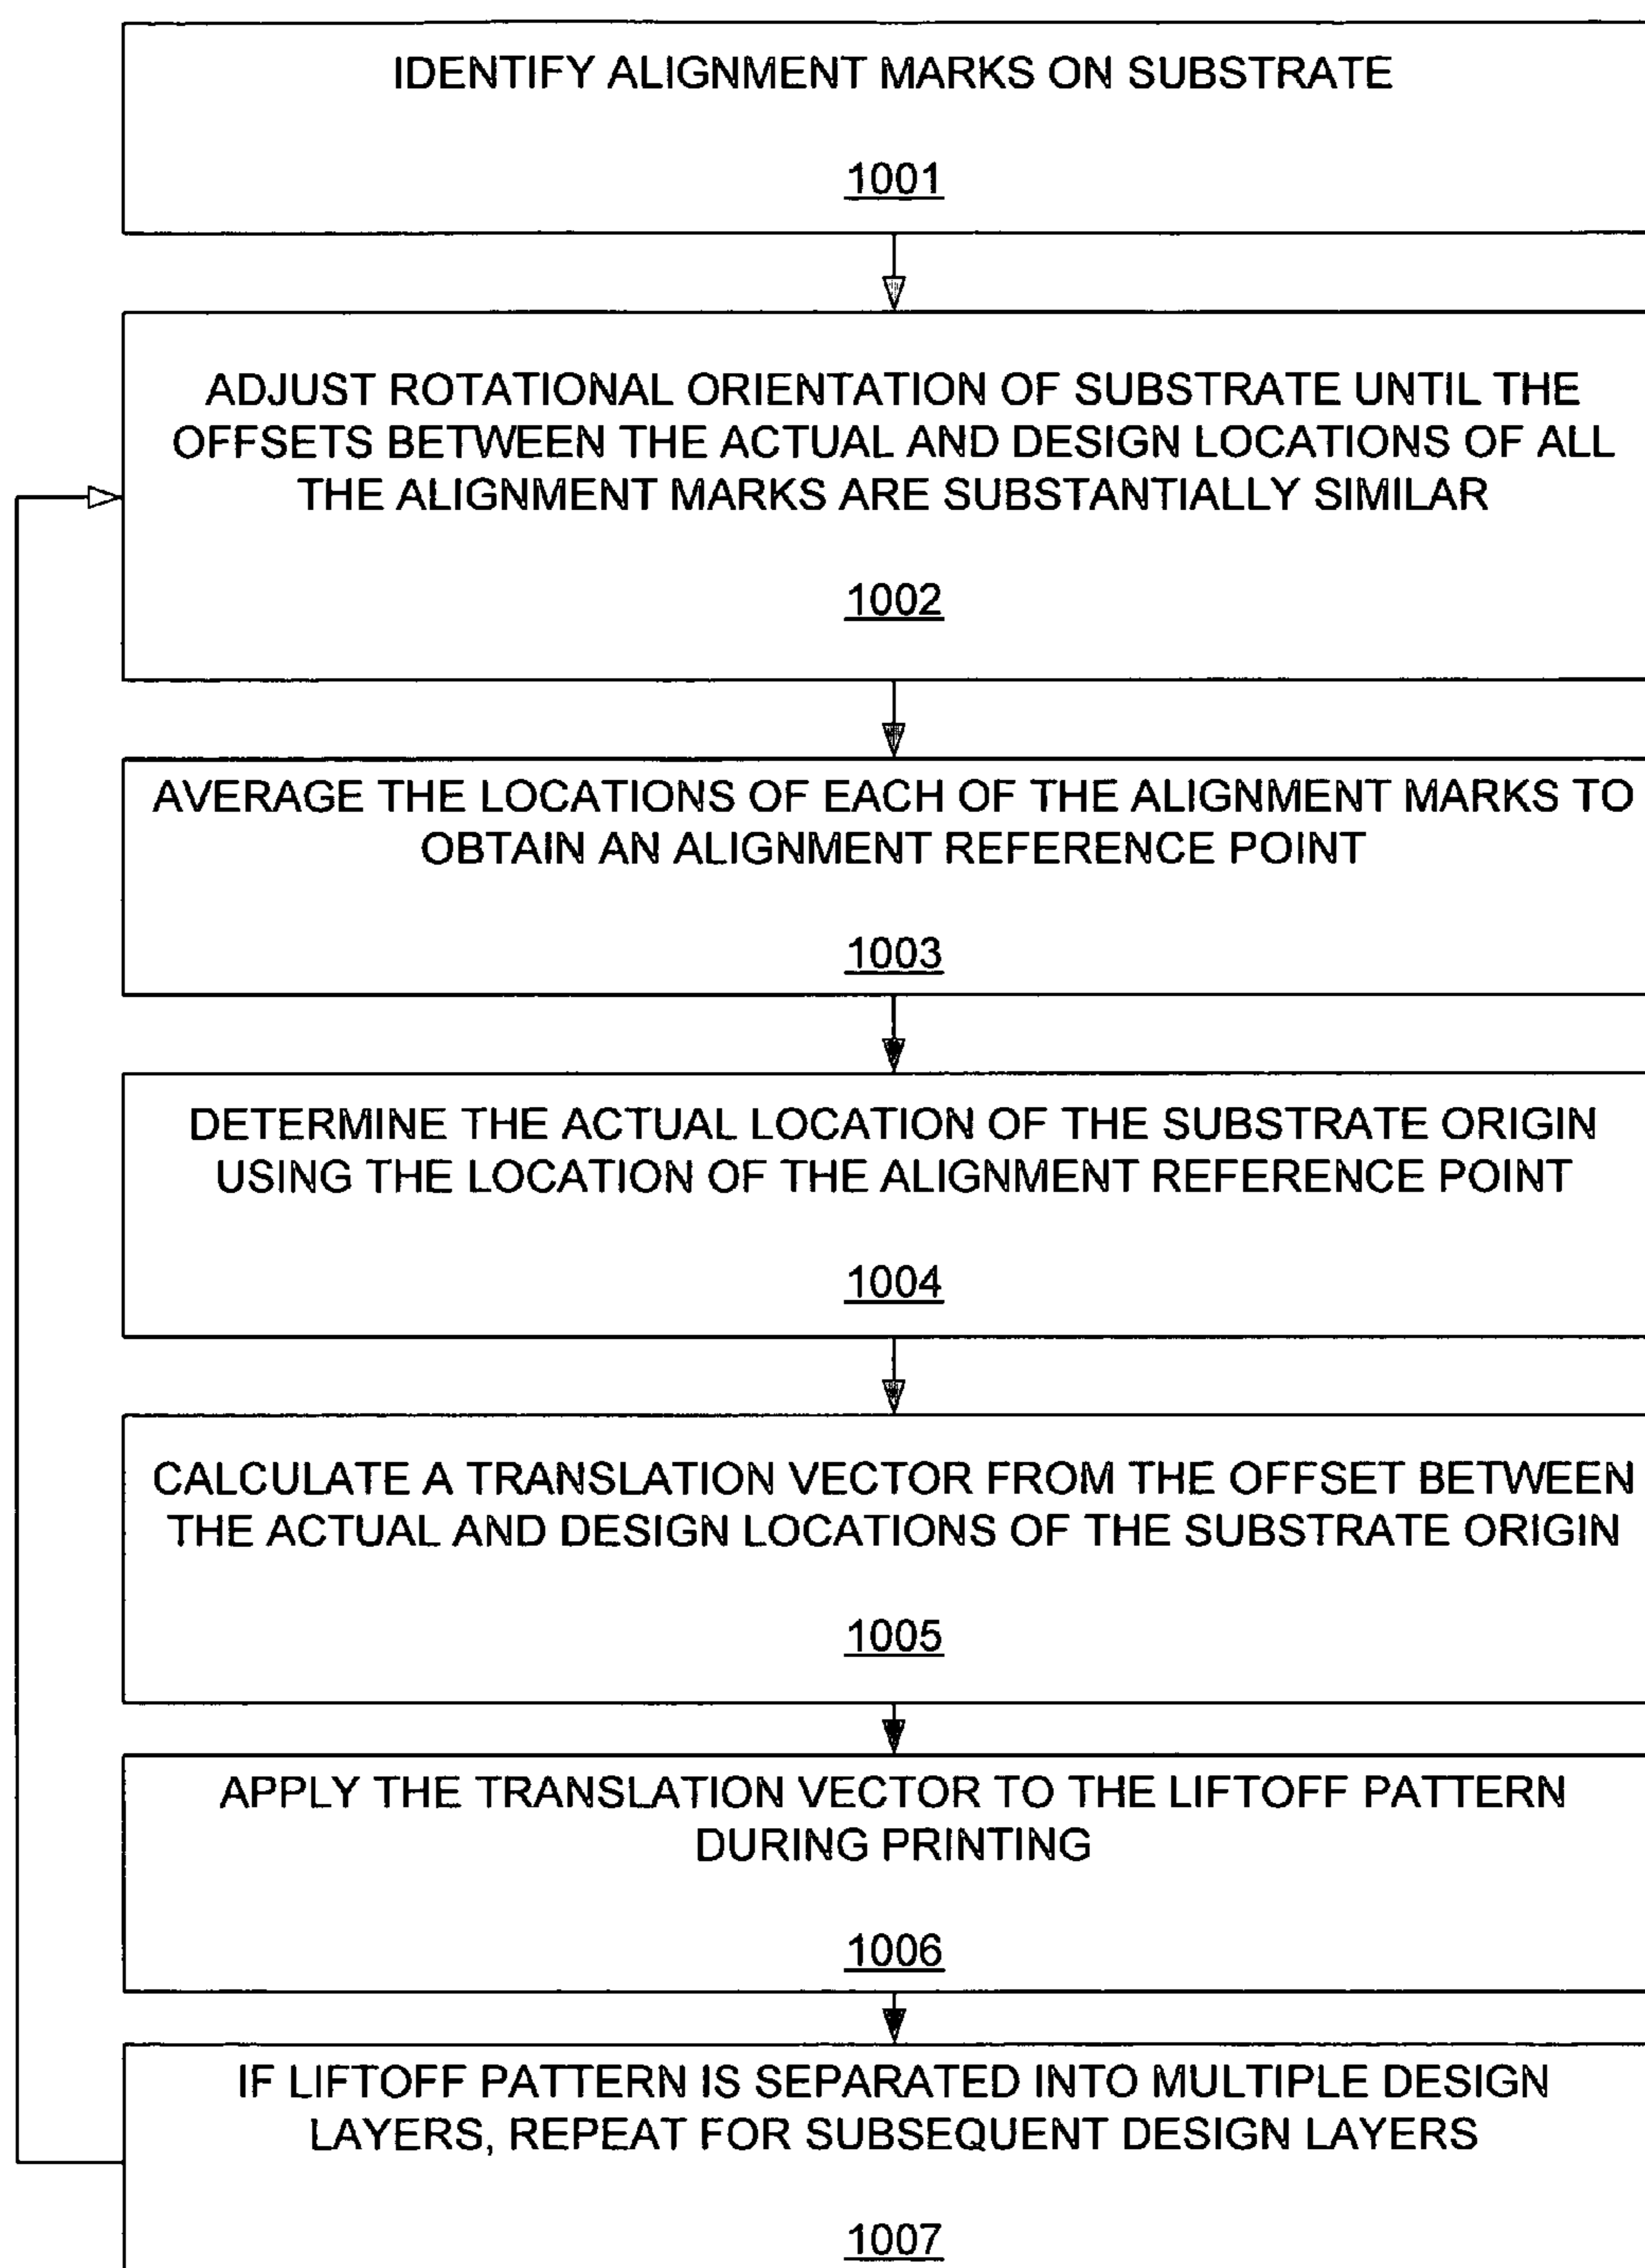 IDENTIFY ALIGNMENT MARKS ON SUBSTRATE
1001
ADJUST ROTATIONAL ORIENTATION OF SUBSTRATE UNTIL THE
OFFSETS BETWEEN THE ACTUAL AND DESIGN LOCATIONS OF ALL
THE ALIGNMENT MARKS ARE SUBSTANTIALLY SIMILAR
1002
AVERAGE THE LOCATIONS OF EACH OF THE ALIGNMENT MARKS TO
OBTAIN AN ALIGNMENT REFERENCE POINT
1003
DETERMINE THE ACTUAL LOCATION OF THE SUBSTRATE ORIGIN
USING THE LOCATION OF THE ALIGNMENT REFERENCE POINT
1004
CALCULATE A TRANSLATION VECTOR FROM THE OFFSET BETWEEN
THE ACTUAL AND DESIGN LOCATIONS OF THE SUBSTRATE ORIGIN
1005
APPLY THE TRANSLATION VECTOR TO THE LIFTOFF PATTERN
DURING PRINTING
1006
IF LIFTOFF PATTERN IS SEPARATED INTO MULTIPLE DESIGN
LAYERS, REPEAT FOR SUBSEQUENT DESIGN LAYERS
1007